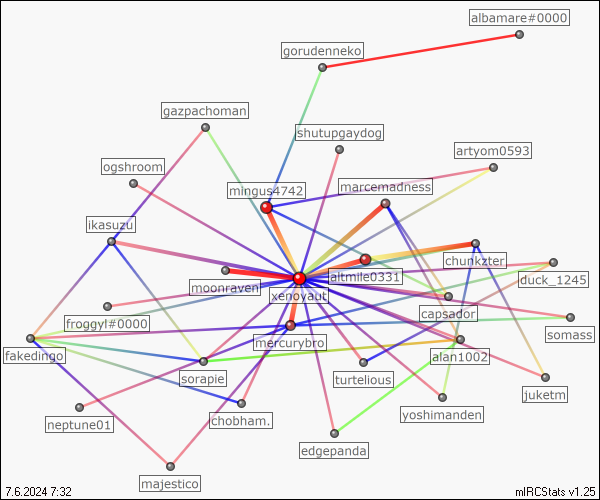 albamare#0000
gorudenneko
gazpachoman
shutupgaydog
artyom0593
ogshroom
mingus4742
marcemadness
ikasuzu
chunkzter
moonraven
altmile0331
duck_1245
xenoyaut
froggyl#0000
capsador
mercurybro
somass
fakedingo
alan1002
sorapie
turtelious
juketm
neptune01
chobham.
yoshimanden
edgepanda
majestico
7.6.2024 7:32
mIRCStats v1.25